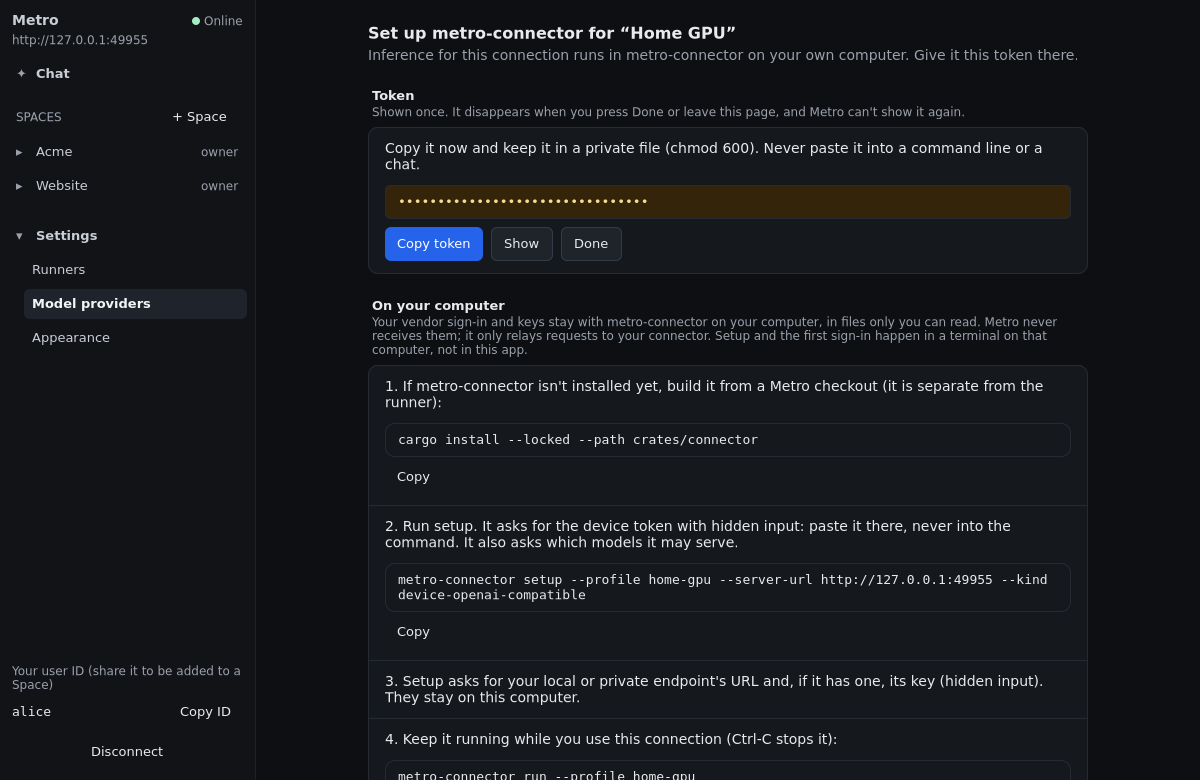 Metro
Online
http://127.0.0.1:49955
Chat
SPACES
+ Space
Acme
owner
Website
owner
Settings
Runners
Model providers
Appearance
Your user ID (share it to be added to a
Space)
alice
Copy ID
Disconnect
Set up metro-connector for “Home GPU”
Inference for this connection runs in metro-connector on your own computer. Give it this token there.
Token
Shown once. It disappears when you press Done or leave this page, and Metro can't show it again.
Copy it now and keep it in a private file (chmod 600). Never paste it into a command line or a
chat.
••••••••••••••••••••••••••••••••
Copy token
Show
Done
On your computer
Your vendor sign-in and keys stay with metro-connector on your computer, in files only you can read. Metro never
receives them; it only relays requests to your connector. Setup and the first sign-in happen in a terminal on that
computer, not in this app.
1. If metro-connector isn't installed yet, build it from a Metro checkout (it is separate from the
runner):
cargo install --locked --path crates/connector
Copy
2. Run setup. It asks for the device token with hidden input: paste it there, never into the
command. It also asks which models it may serve.
metro-connector setup --profile home-gpu --server-url http://127.0.0.1:49955 --kind
device-openai-compatible
Copy
3. Setup asks for your local or private endpoint's URL and, if it has one, its key (hidden input).
They stay on this computer.
4. Keep it running while you use this connection (Ctrl-C stops it):
metro-connector run --profile home-gpu